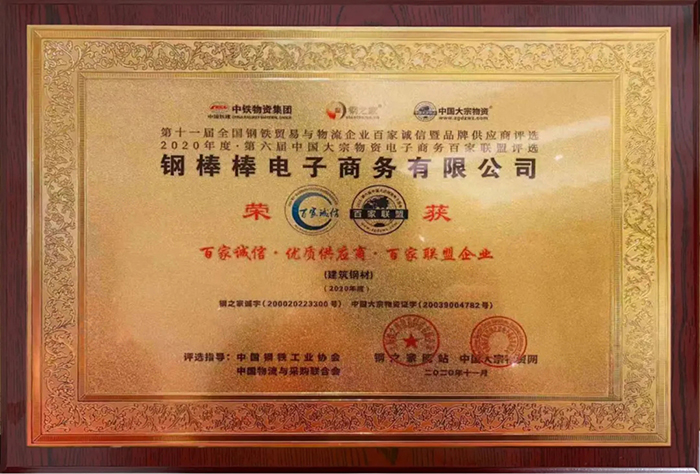 中铁物资集团 钢之家 中国大宗物资网
第十一届全国钢铁贸易与物流企业百家诚信暨品牌供应商评选
2020年度·第六届中国大宗物资电子商务百家联盟评选
钢棒棒电子商务有限公司
荣 百家诚信 百家联盟 获
百家诚信·优质供应商·百家联盟企业
(建筑钢材)
(2020年度)
钢之家诚字(200020223300号) 中国大宗物资证字(20039004782号)
评选指导:中国钢铁工业协会 钢之家网站 中国大宗物资网
中国物流与采购联合会 二〇二〇年十一月